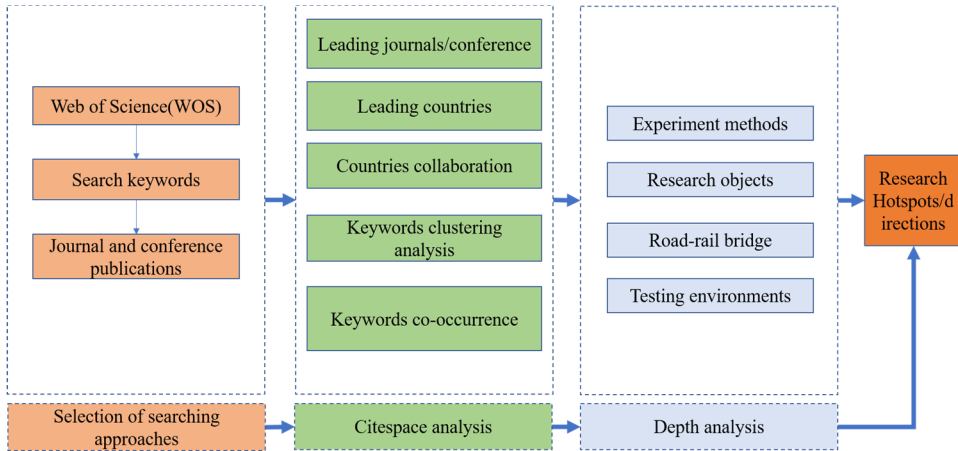 Web of Science(WOS)
Search keywords
Journal and conference
publications
Selection of searching
approaches
Leading journals/conference
Leading countries
Countries collaboration
Keywords clustering
analysis
Keywords co-occurrence
Citespace analysis
Experiment methods
Research objects
Road-rail bridge
Testing environments
Depth analysis
Research
Hotspots/d
irections